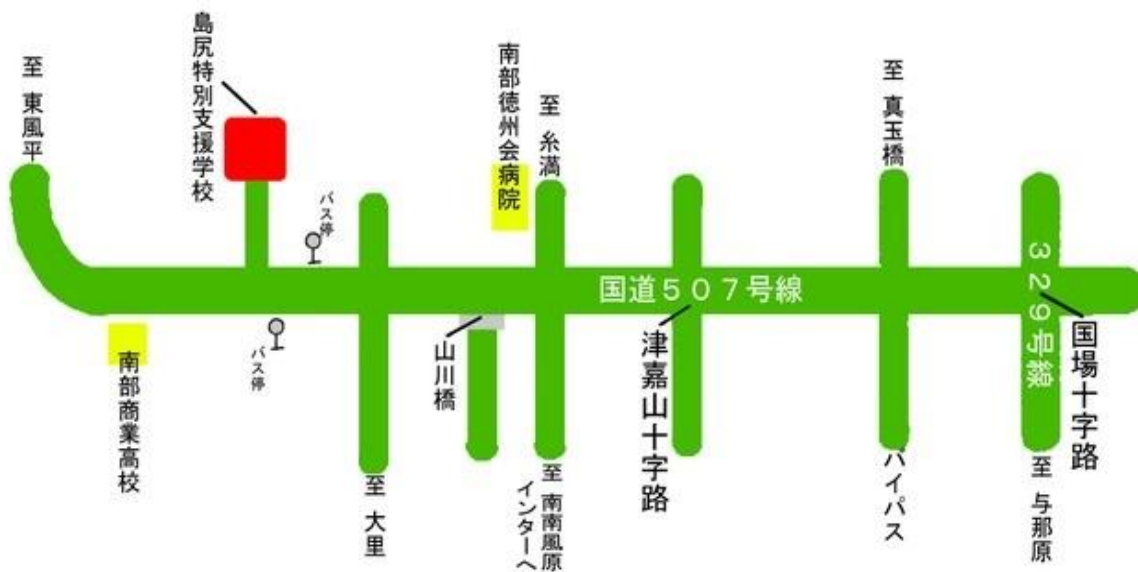 至 東風平
島尻特別支援学校
バス停
南部徳州会病院
至 糸満
至 真玉橋
国道507号線
329号線
南部商業高校
バス停
至 大里
山川橋
至 南南風原
インターへ
津嘉山十字路
バイパス
国場十字路
至 与那原